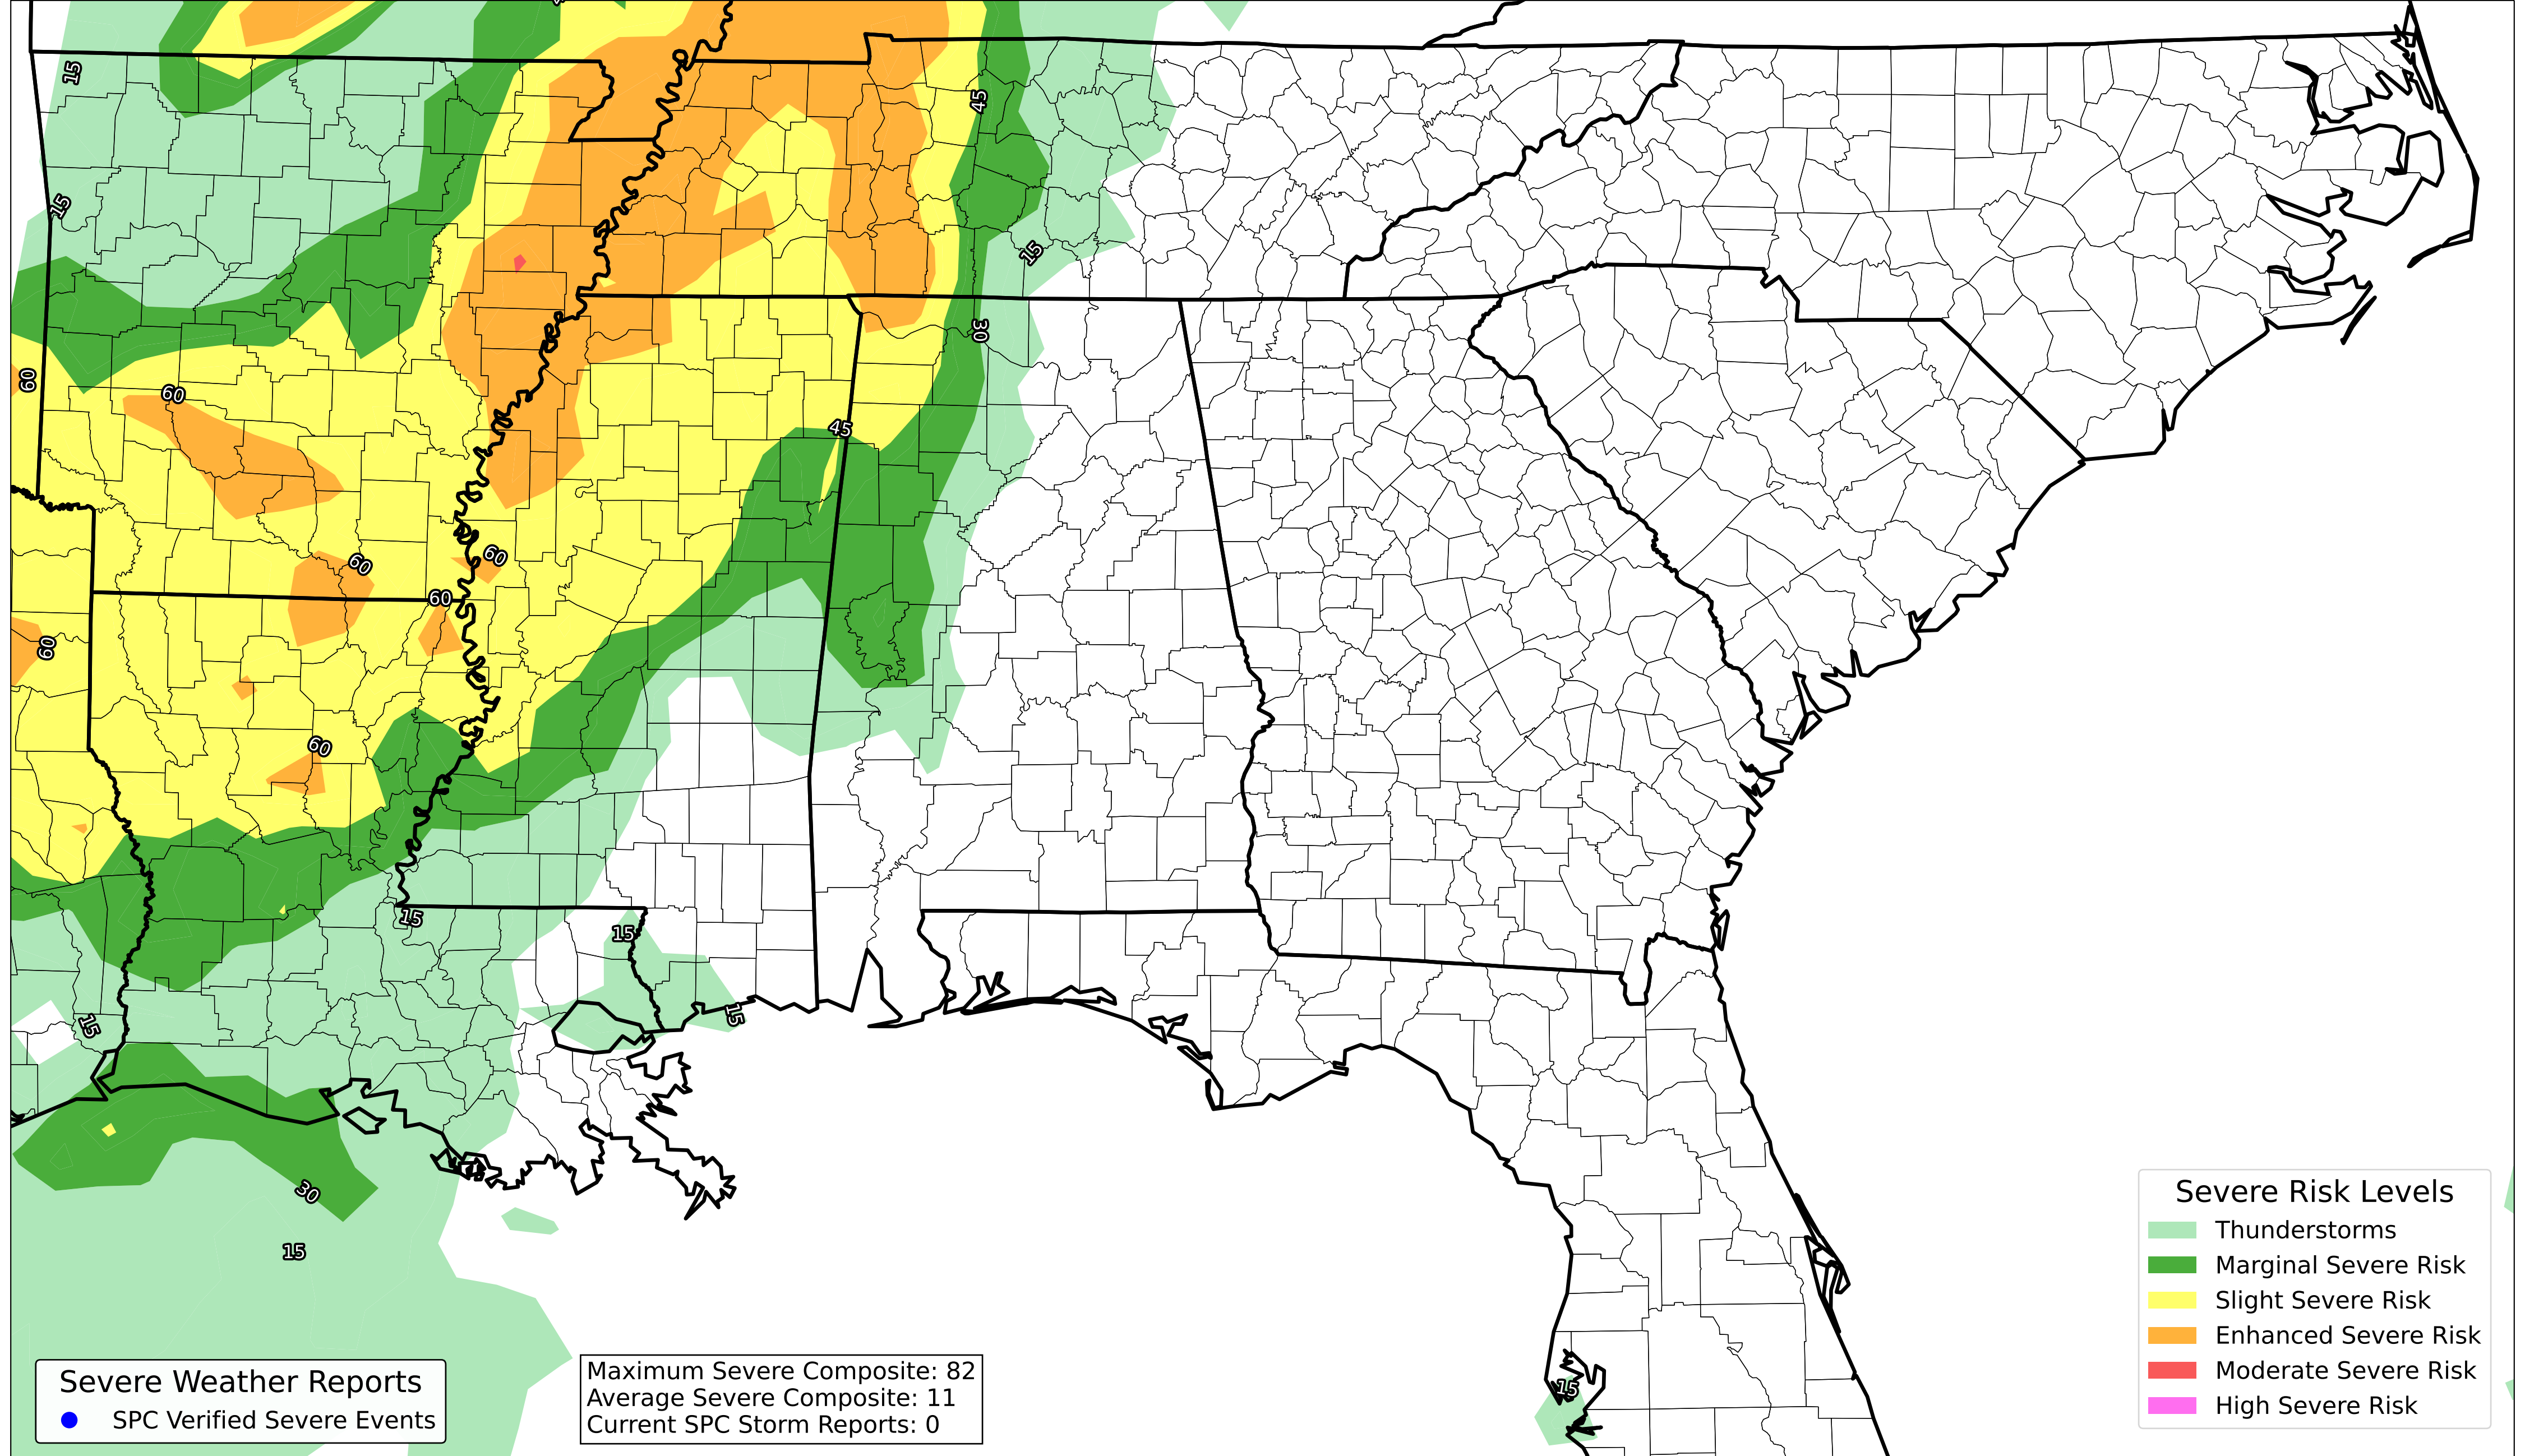 15
45
15
15
30
60
60
45
60
60
60
60
60
15
15
15
15
30
15
15
Severe Risk Levels
Thunderstorms
Marginal Severe Risk
Slight Severe Risk
Enhanced Severe Risk
Moderate Severe Risk
High Severe Risk
Severe Weather Reports
SPC Verified Severe Events
Maximum Severe Composite: 82
Average Severe Composite: 11
Current SPC Storm Reports: 0